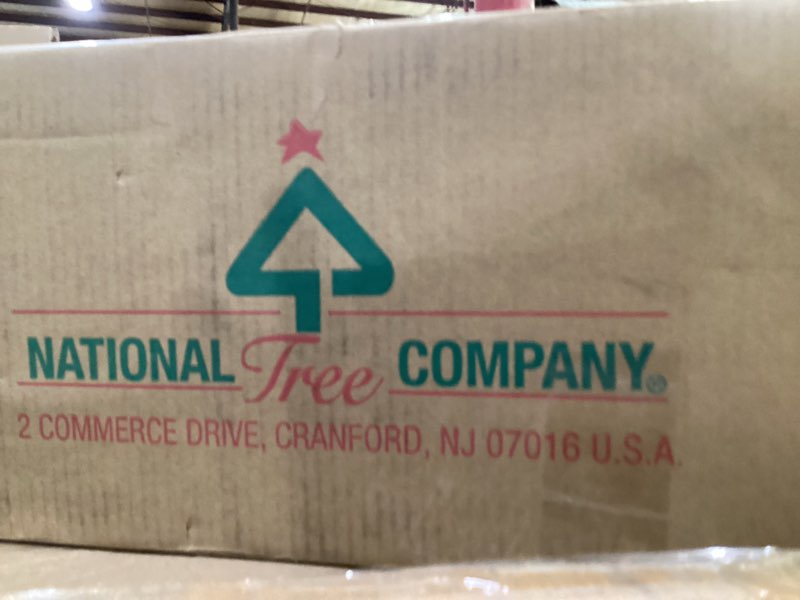 NATIONAL Tree COMPANY®
2 COMMERCE DRIVE, CRANFORD, NJ 07016 U.S.A.